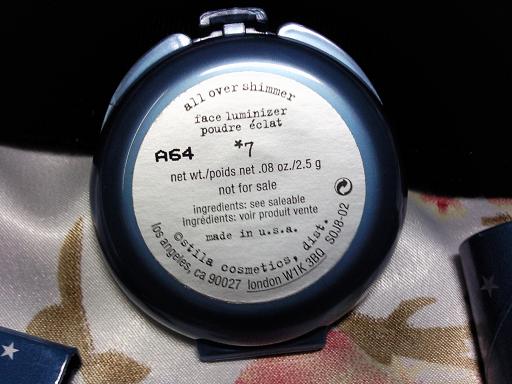 all over shimmer
face luminizer
poudre éclat
A64
*7
net wt./poids net .08 oz./2.5 g
not for sale
ingredients: see saleable
ingrédients: voir produit vente
made in u.s.a.
©stila cosmetics, dist.
los angeles, ca 90027 london W1K 3BQ S0J8-02